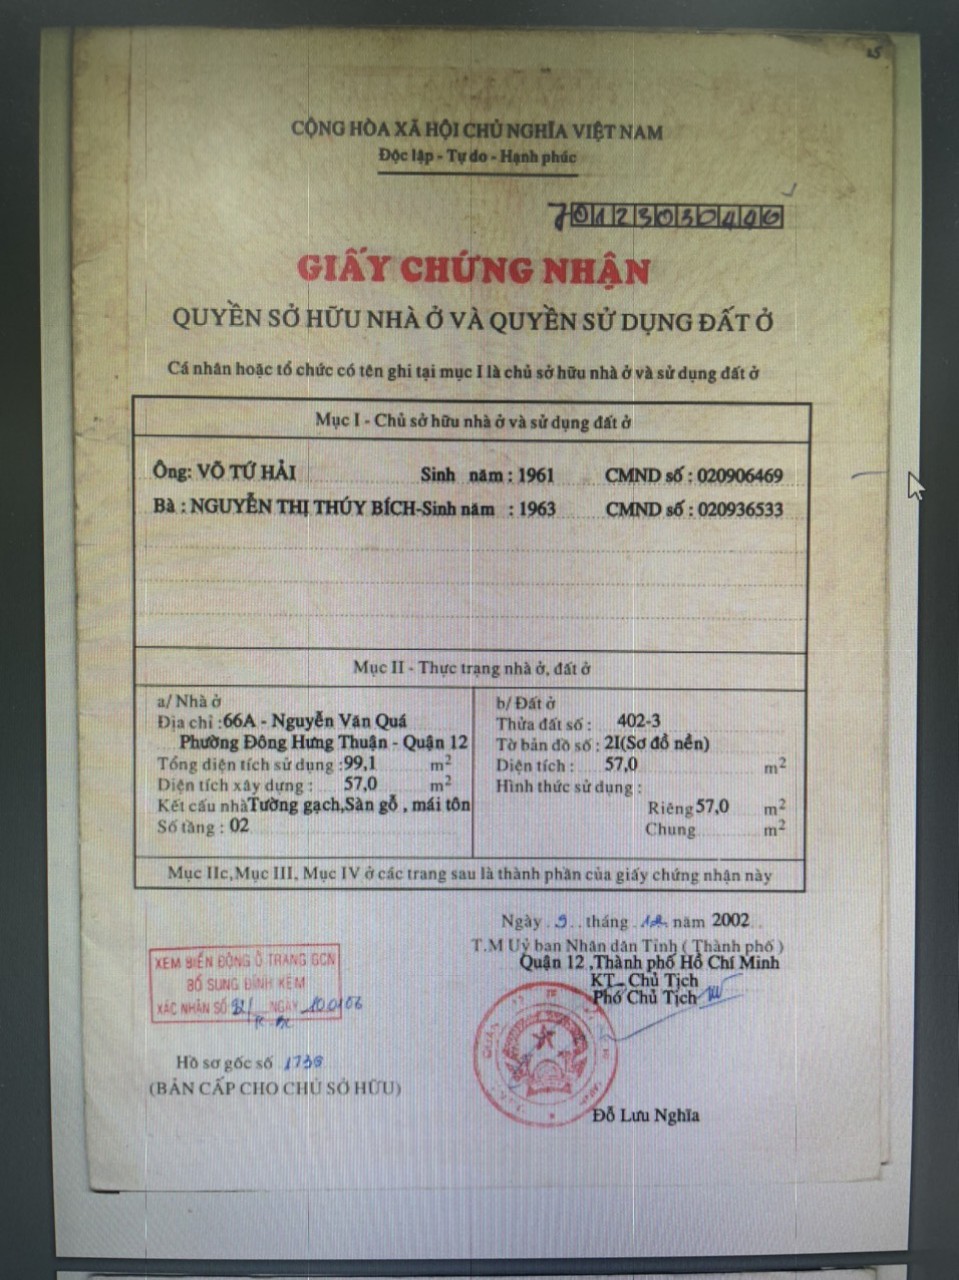 25
CỘNG HÒA XÃ HỘI CHỦ NGHĨA VIỆT NAM
Độc lập - Tự do - Hạnh phúc
70123030446
GIẤY CHỨNG NHẬN
QUYỀN SỞ HỮU NHÀ Ở VÀ QUYỀN SỬ DỤNG ĐẤT Ở
Cá nhân hoặc tổ chức có tên ghi tại mục I là chủ sở hữu nhà ở và sử dụng đất ở
Mục I - Chủ sở hữu nhà ở và sử dụng đất ở
Ông: VÕ TỨ HẢI Sinh năm : 1961 CMND số : 020906469
Bà : NGUYỄN THỊ THÚY BÍCH-Sinh năm : 1963 CMND số : 020936533
Mục II - Thực trạng nhà ở, đất ở
a/ Nhà ở
Địa chỉ :66A - Nguyễn Văn Quá
Phường Đông Hưng Thuận - Quận 12
Tổng diện tích sử dụng :99,1 m2
Diện tích xây dựng : 57,0 m2
Kết cấu nhà Tường gạch,Sàn gỗ , mái tôn
Số tầng : 02
b/ Đất ở
Thửa đất số : 402-3
Tờ bản đồ số : 2I(Sơ đồ nền)
Diện tích : 57,0 m2
Hình thức sử dụng :
Riêng 57,0 m2
Chung m2
Mục IIc,Mục III, Mục IV ở các trang sau là thành phần của giấy chứng nhận này
Ngày 9 tháng 12 năm 2002
T.M Uỷ ban Nhân dân Tỉnh ( Thành phố )
Quận 12 ,Thành phố Hồ Chí Minh
KT- Chủ Tịch
Phó Chủ Tịch
Đỗ Lưu Nghĩa
XEM BIẾN ĐỘNG Ở TRANG GCN
BỔ SUNG ĐÍNH KÈM
XÁC NHẬN SỐ NGÀY
Hồ sơ gốc số
(BẢN CẤP CHO CHỦ SỞ HỮU)